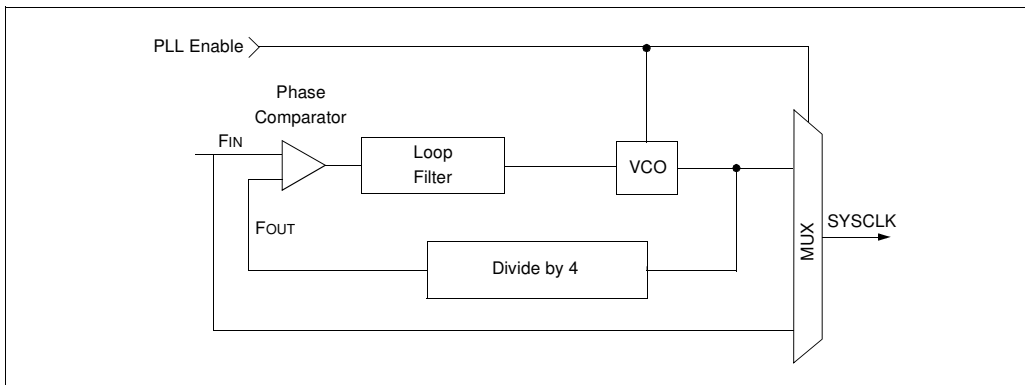 PLL Enable
Phase
Comparator
FIN
Loop
Filter
VCO
FOUT
Divide by 4
MUX
SYSCLK